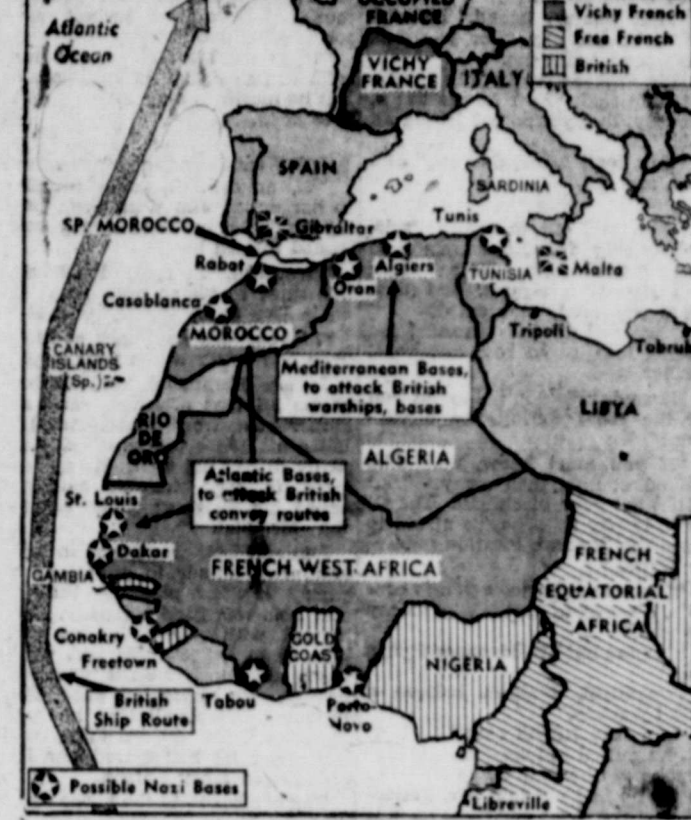 Atlantic
Ocean
OCCUPIED
FRANCE
Vichy French
Free French
British
VICHY
FRANCE
ITALY
SPAIN
SARDINIA
SP. MOROCCO
Gibraltar
Tunis
Rabat
Oran
Algiers
TUNISIA
Malta
Casablanca
MOROCCO
Tripoli
Tobruk
CANARY
ISLANDS
(Sp.)
Mediterranean Bases,
to attack British
warships, bases
LIBYA
RIO
DE
ORO
ALGERIA
Atlantic Bases,
to attack British
convoy routes
St. Louis
Dakar
GAMBIA
FRENCH WEST AFRICA
FRENCH
EQUATORIAL
AFRICA
Conakry
Freetown
GOLD
COAST
NIGERIA
British
Ship Route
Tabou
Porto
Novo
Possible Nazi Bases
Libreville